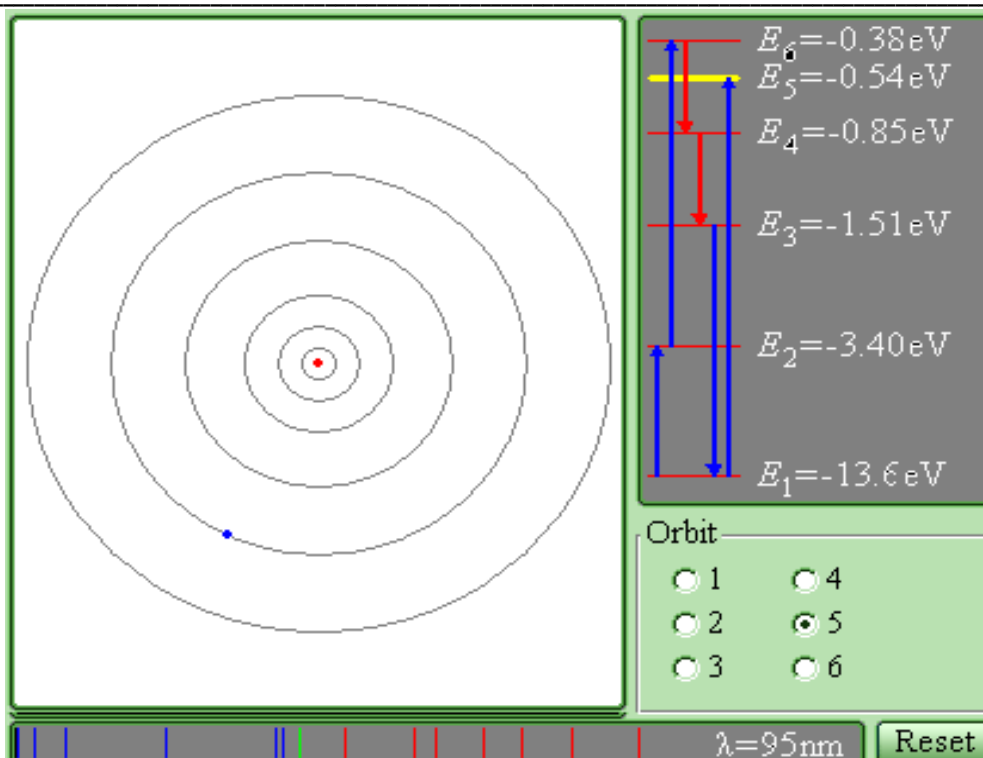 E₆=-0.38eV
E₅=-0.54eV
E₄=-0.85eV
E₃=-1.51eV
E₂=-3.40eV
E₁=-13.6eV
Orbit
1 4
2 5
3 6
λ=95nm Reset